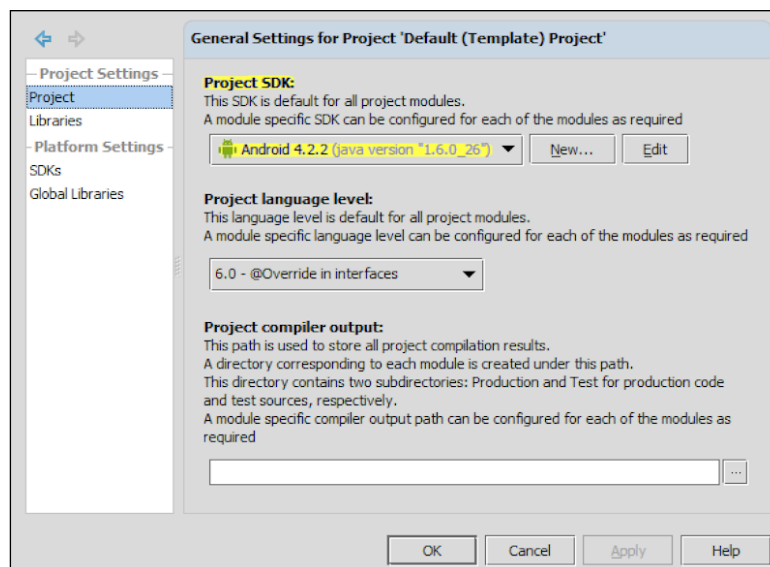 General Settings for Project 'Default (Template) Project'
Project Settings
Project
Libraries
Platform Settings
SDKs
Global Libraries
Project SDK:
This SDK is default for all project modules.
A module specific SDK can be configured for each of the modules as required
Android 4.2.2 (java version "1.6.0_26")
New...
Edit
Project language level:
This language level is default for all project modules.
A module specific language level can be configured for each of the modules as required
6.0 - @Override in interfaces
Project compiler output:
This path is used to store all project compilation results.
A directory corresponding to each module is created under this path.
This directory contains two subdirectories: Production and Test for production code
and test sources, respectively.
A module specific compiler output path can be configured for each of the modules as
required
...
OK
Cancel
Apply
Help